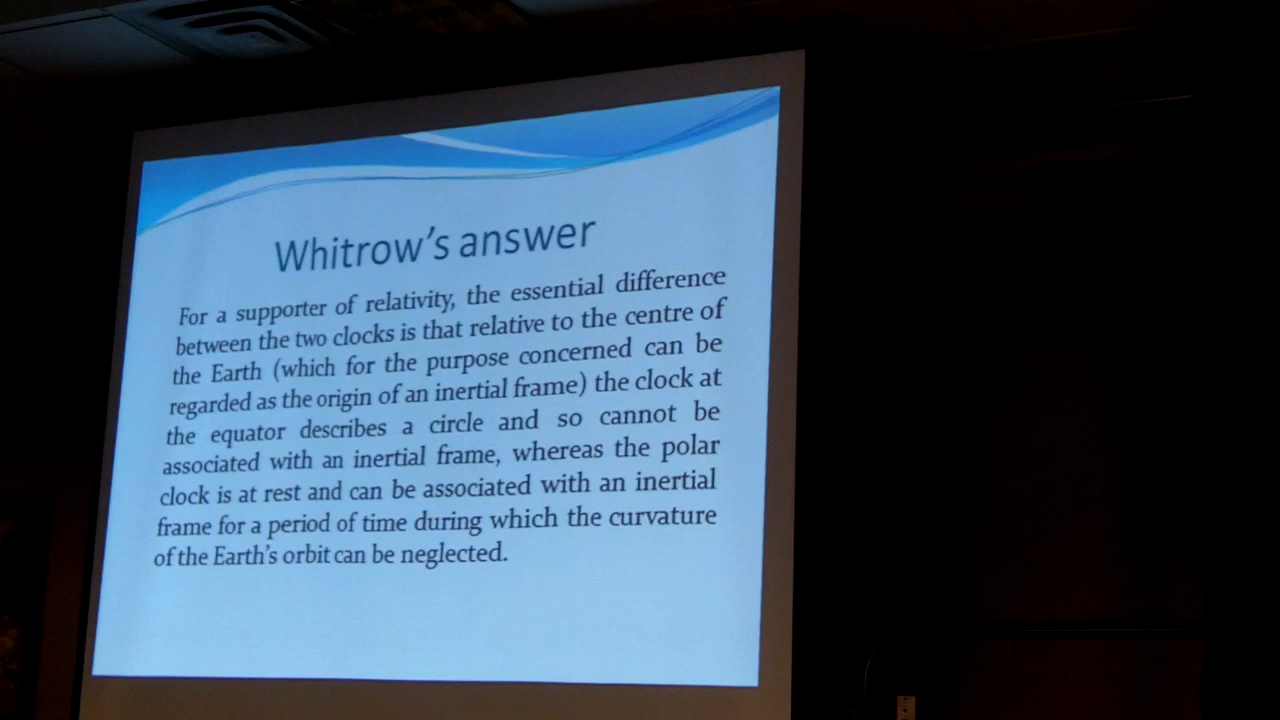 Whitrow's answer
For a supporter of relativity, the essential difference
between the two clocks is that relative to the centre of
the Earth (which for the purpose concerned can be
regarded as the origin of an inertial frame) the clock at
the equator describes a circle and so cannot be
associated with an inertial frame, whereas the polar
clock is at rest and can be associated with an inertial
frame for a period of time during which the curvature
of the Earth's orbit can be neglected.